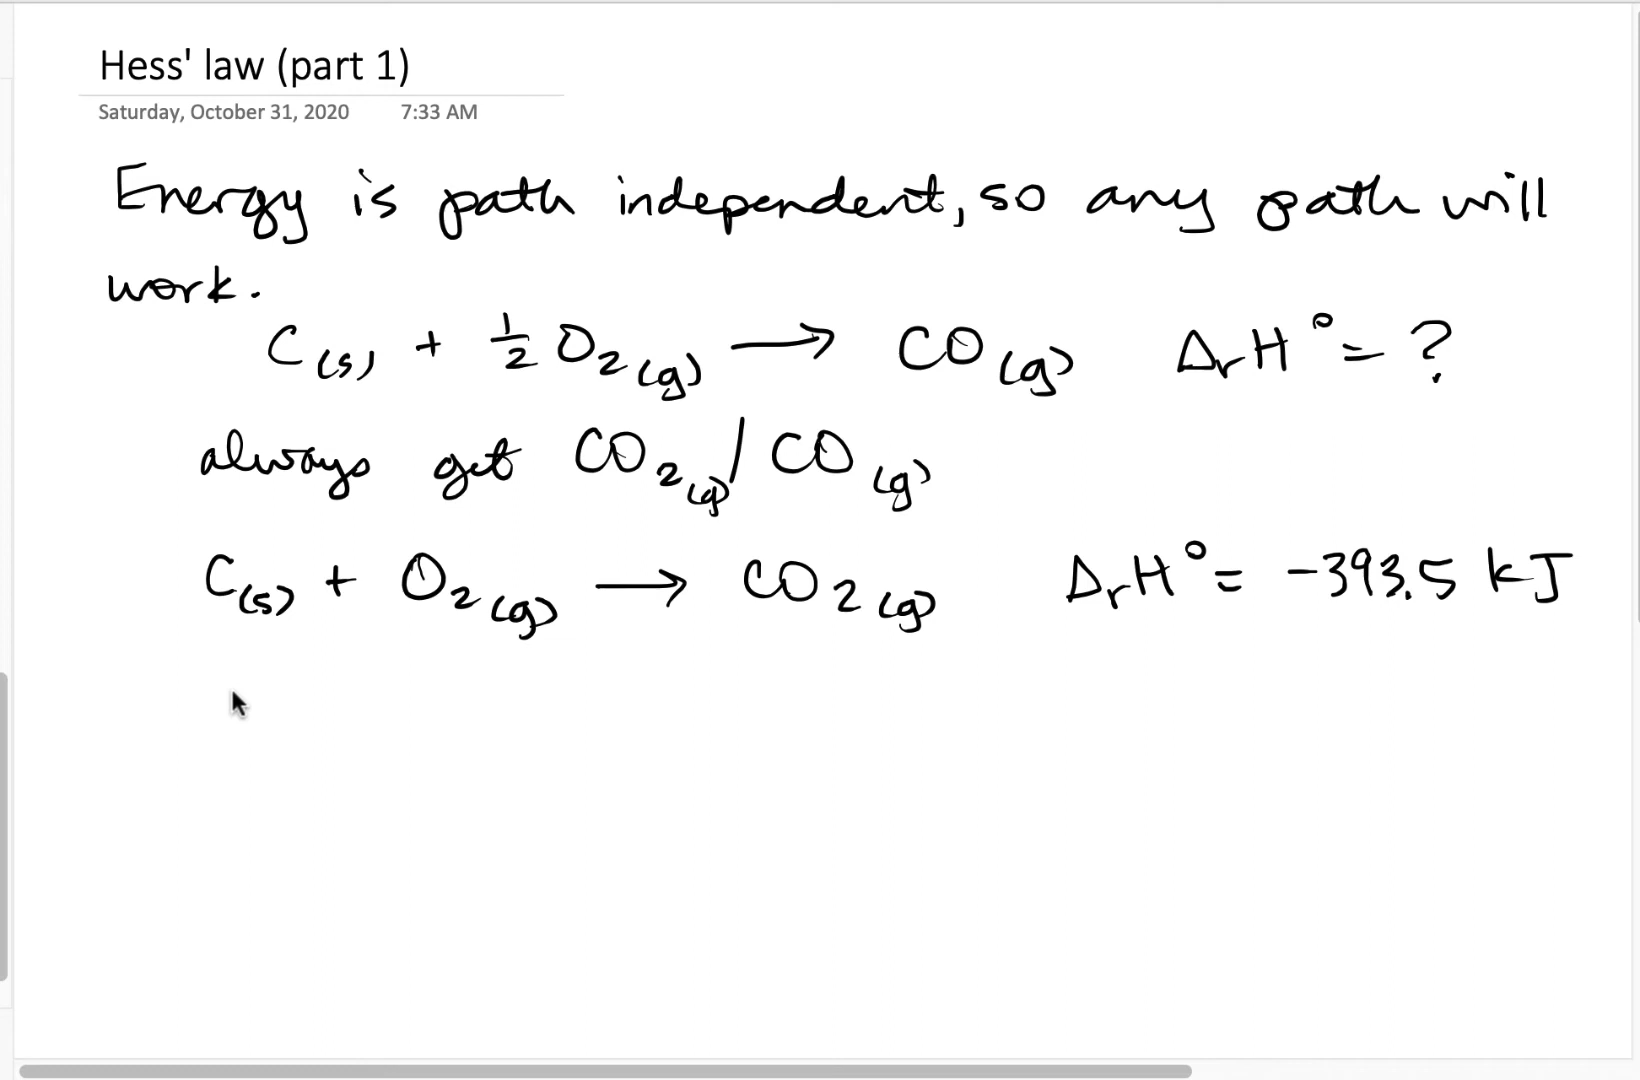 Hess' law (part 1)
Saturday, October 31, 2020 7:33 AM
Energy is path independent, so any path will
work.
C(s) + ½ O₂(g) ⟶ CO(g) ΔrH° = ?
always get CO₂(g)/CO(g)
C(s) + O₂(g) ⟶ CO₂(g) ΔrH° = -393.5 kJ